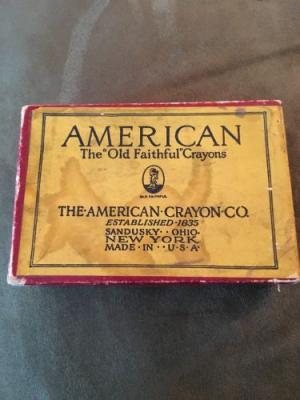 AMERICAN
The "Old Faithful" Crayons
OLD FAITHFUL
THE·AMERICAN·CRAYON·CO.
ESTABLISHED·1835
SANDUSKY··OHIO·
NEW YORK
MADE·IN··U·S·A·